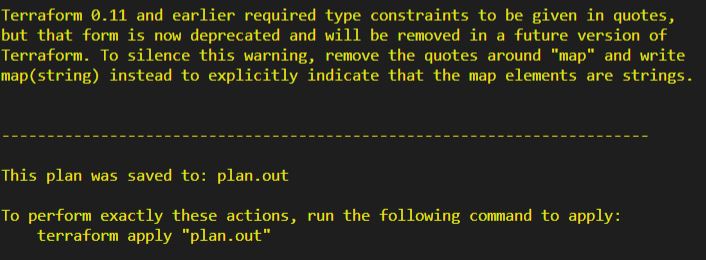 Terraform 0.11 and earlier required type constraints to be given in quotes,
but that form is now deprecated and will be removed in a future version of
Terraform. To silence this warning, remove the quotes around "map" and write
map(string) instead to explicitly indicate that the map elements are strings.
------------------------------------------------------------------------
This plan was saved to: plan.out
To perform exactly these actions, run the following command to apply:
    terraform apply "plan.out"